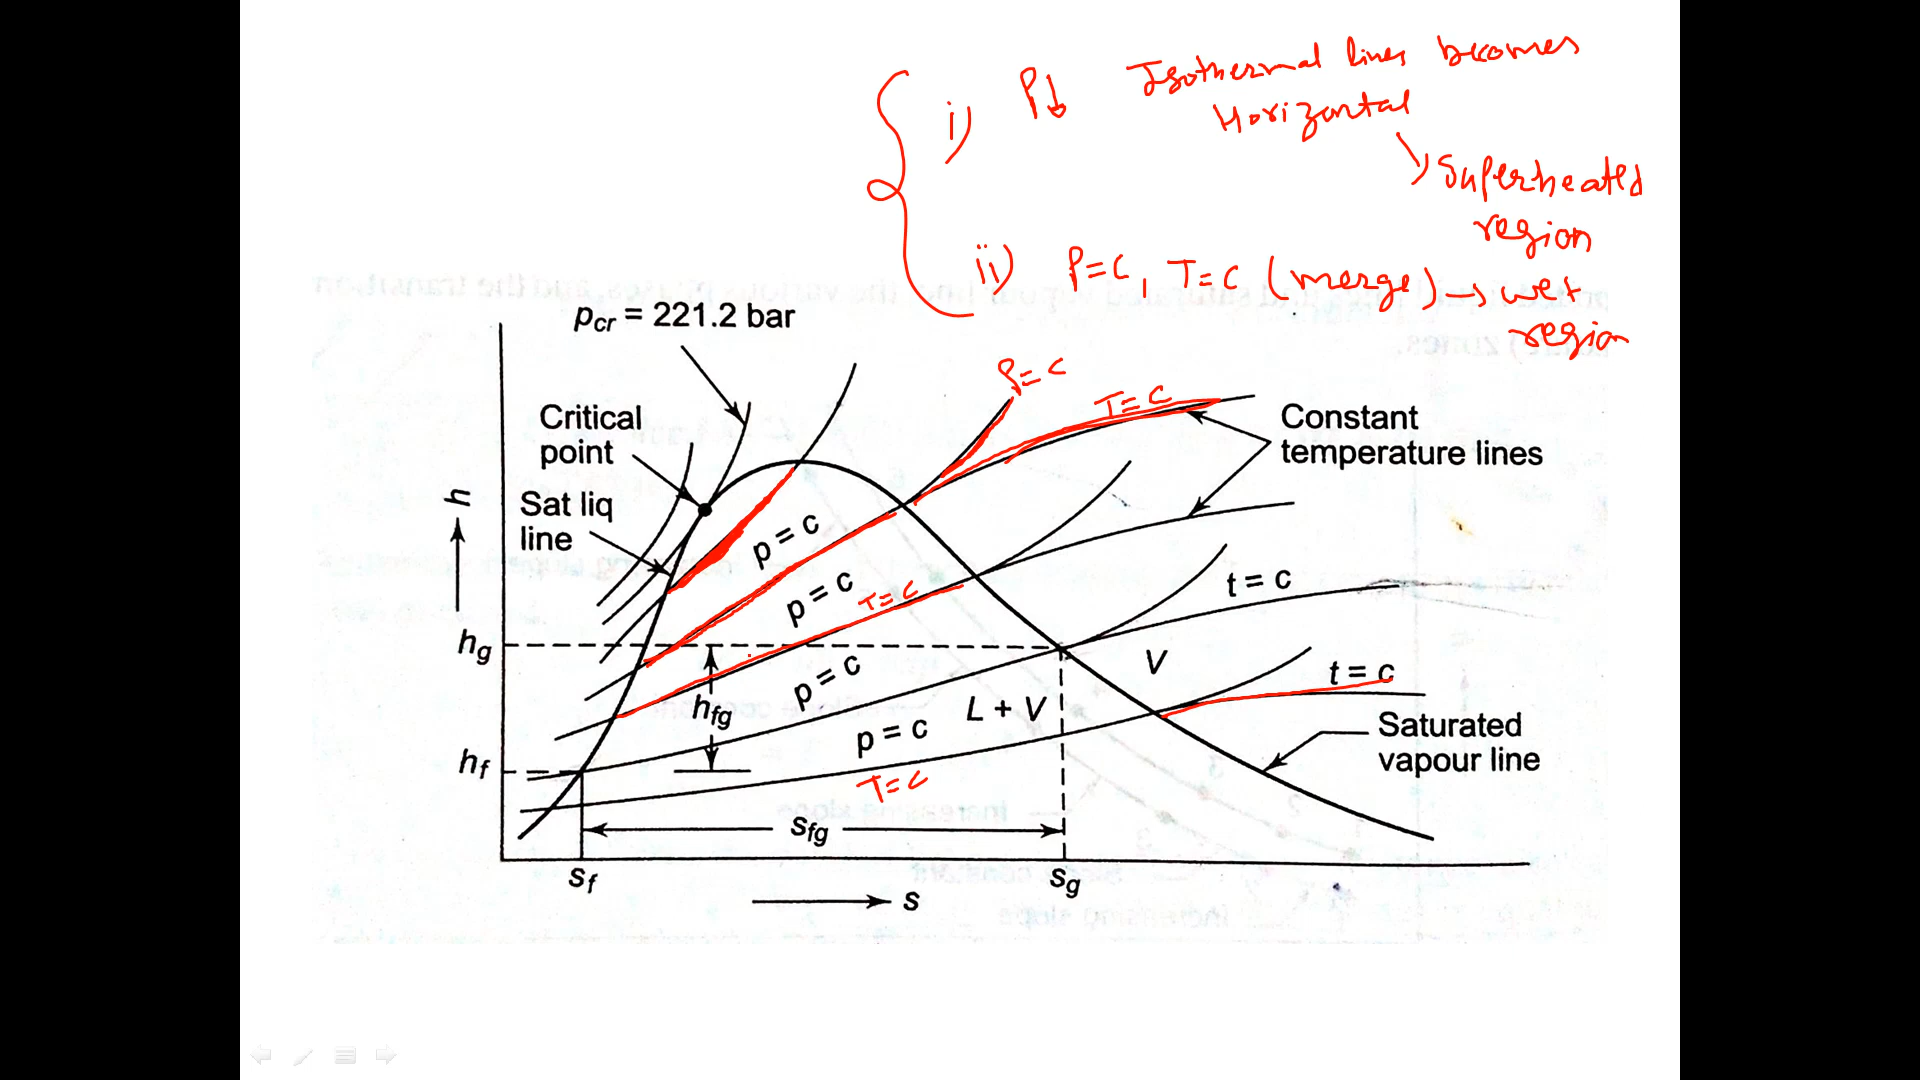 i) P↓ Isothermal lines becomes
Horizontal
→ Superheated
region
ii) P=C, T=C (merge) → wet
region
pcr = 221.2 bar
P=C
T=C
Critical
point
Constant
temperature lines
h
Sat liq
line
p = c
p = c
T=C
t = c
hg
p = c
V
t = c
hfg
L + V
p = c
Saturated
vapour line
hf
T=C
sfg
sf
sg
s